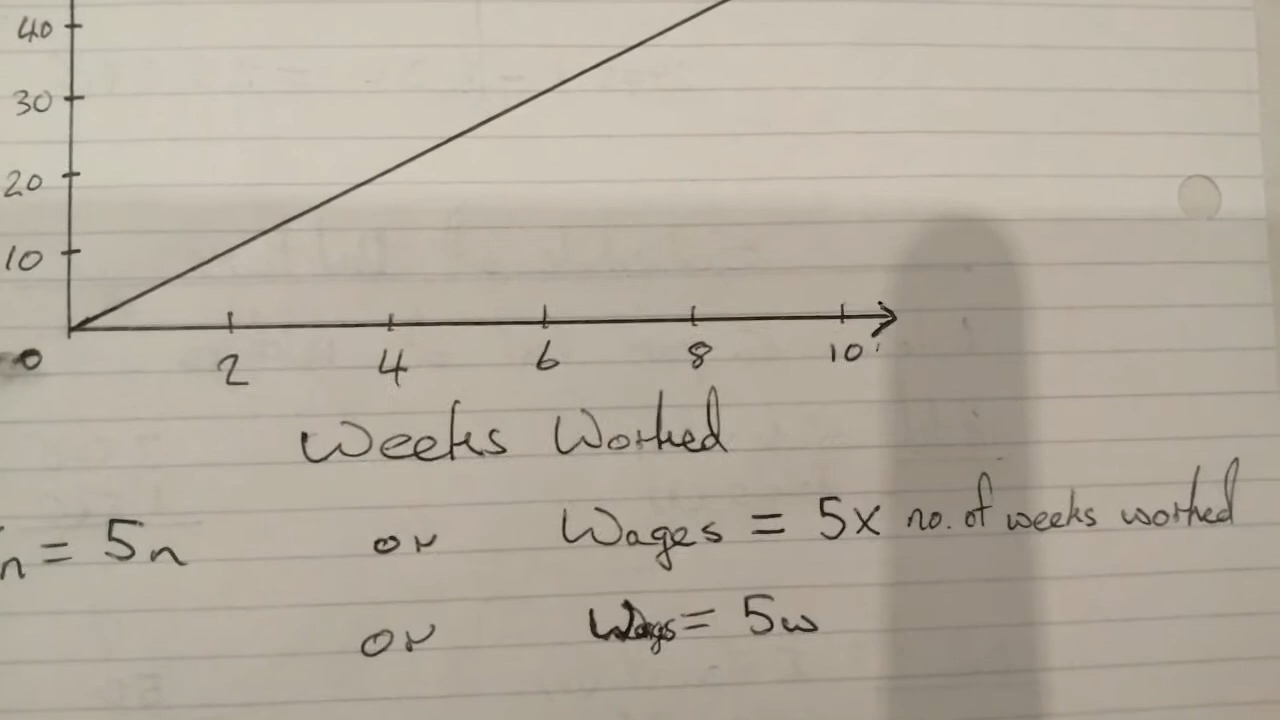 40
30
20
10
0 2 4 6 8 10
Weeks Worked
n = 5n or Wages = 5x no. of weeks worked
or Wags = 5w